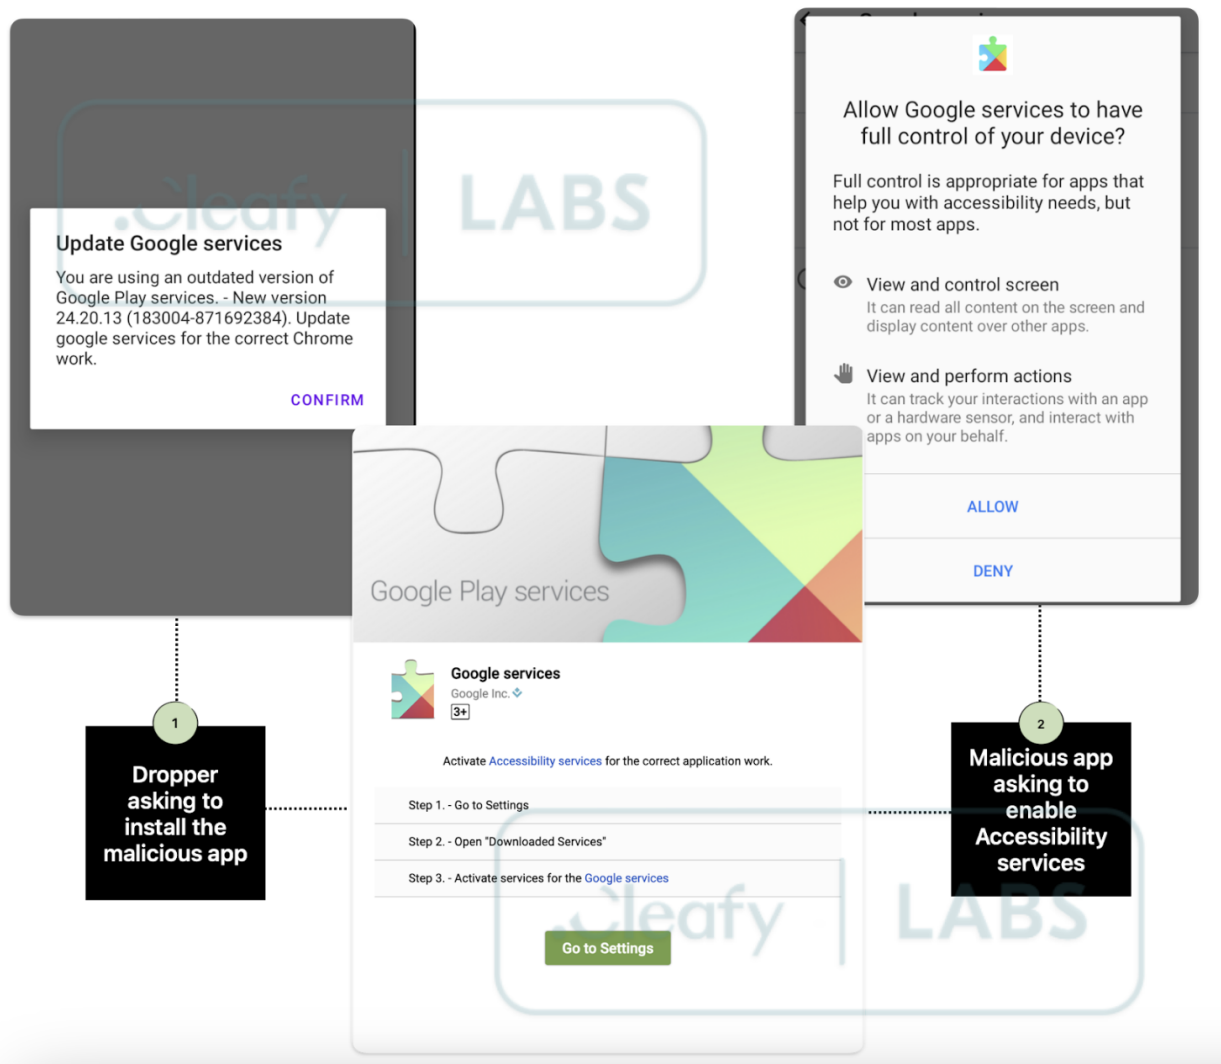 Update Google services
You are using an outdated version of
Google Play services. - New version
24.20.13 (183004-871692384). Update
google services for the correct Chrome
work.
CONFIRM
Cleafy | LABS
Allow Google services to have
full control of your device?
Full control is appropriate for apps that
help you with accessibility needs, but
not for most apps.
View and control screen
It can read all content on the screen and
display content over other apps.
View and perform actions
It can track your interactions with an app
or a hardware sensor, and interact with
apps on your behalf.
ALLOW
DENY
Google Play services
Google services
Google Inc.
3+
Activate Accessibility services for the correct application work.
Step 1. - Go to Settings
Step 2. - Open "Downloaded Services"
Step 3. - Activate services for the Google services
Go to Settings
Cleafy | LABS
1
Dropper
asking to
install the
malicious app
2
Malicious app
asking to
enable
Accessibility
services